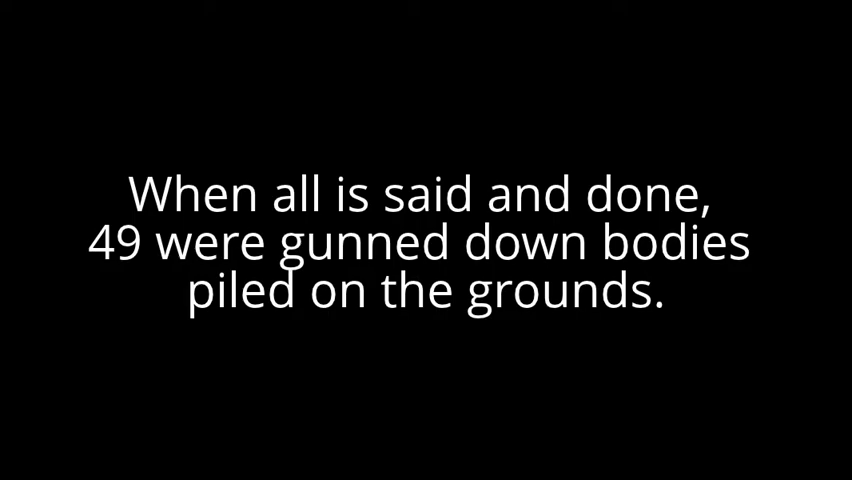 When all is said and done,
49 were gunned down bodies
piled on the grounds.